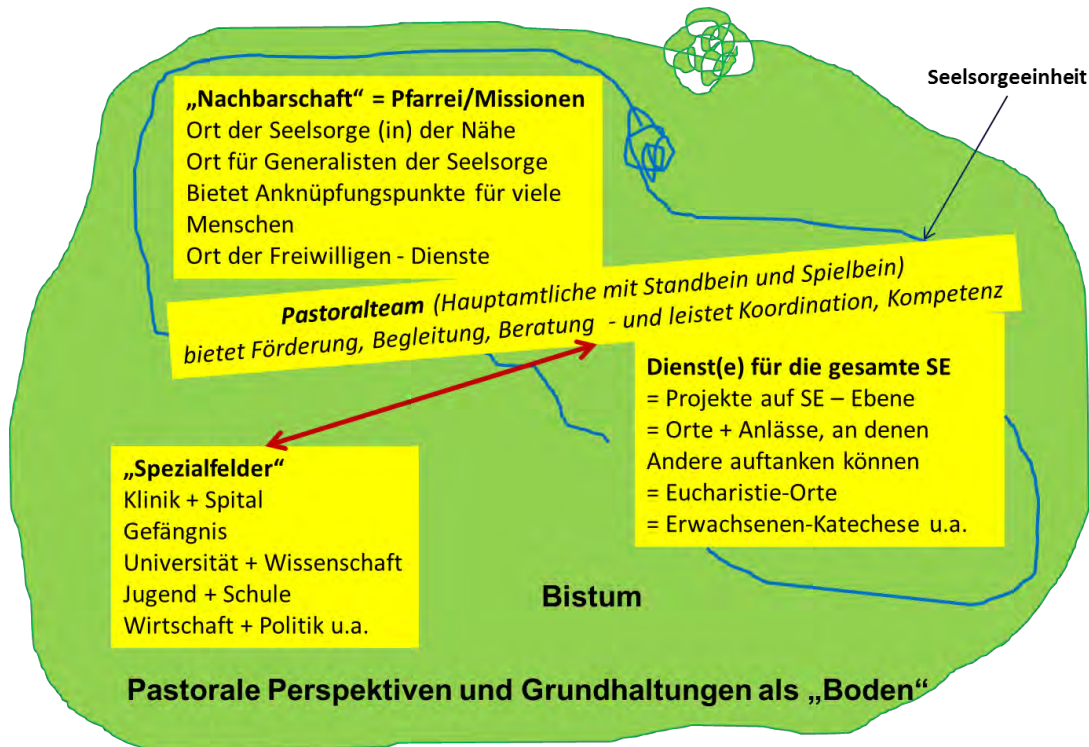 Seelsorgeeinheit
„Nachbarschaft“ = Pfarrei/Missionen
Ort der Seelsorge (in) der Nähe
Ort für Generalisten der Seelsorge
Bietet Anknüpfungspunkte für viele
Menschen
Ort der Freiwilligen - Dienste
Pastoralteam (Hauptamtliche mit Standbein und Spielbein)
bietet Förderung, Begleitung, Beratung - und leistet Koordination, Kompetenz
Dienst(e) für die gesamte SE
= Projekte auf SE – Ebene
= Orte + Anlässe, an denen
Andere auftanken können
= Eucharistie-Orte
= Erwachsenen-Katechese u.a.
„Spezialfelder“
Klinik + Spital
Gefängnis
Universität + Wissenschaft
Jugend + Schule
Wirtschaft + Politik u.a.
Bistum
Pastorale Perspektiven und Grundhaltungen als „Boden“